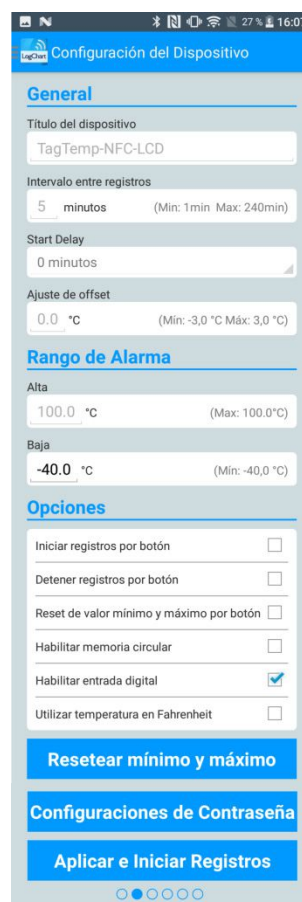 27 % 16:07
LogChart Configuración del Dispositivo
General
Título del dispositivo
TagTemp-NFC-LCD
Intervalo entre registros
5 minutos (Min: 1min Max: 240min)
Start Delay
0 minutos
Ajuste de offset
0.0 °C (Mín: -3,0 °C Máx: 3,0 °C)
Rango de Alarma
Alta
100.0 °C (Max: 100.0°C)
Baja
-40.0 °C (Mín: -40,0 °C)
Opciones
Iniciar registros por botón
Detener registros por botón
Reset de valor mínimo y máximo por botón
Habilitar memoria circular
Habilitar entrada digital
Utilizar temperatura en Fahrenheit
Resetear mínimo y máximo
Configuraciones de Contraseña
Aplicar e Iniciar Registros